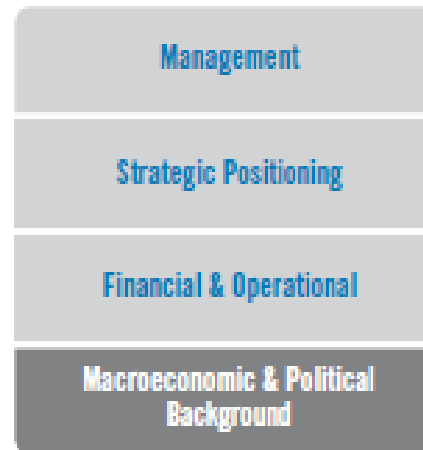 Management
Strategic Positioning
Financial & Operational
Macroeconomic & Political
Background